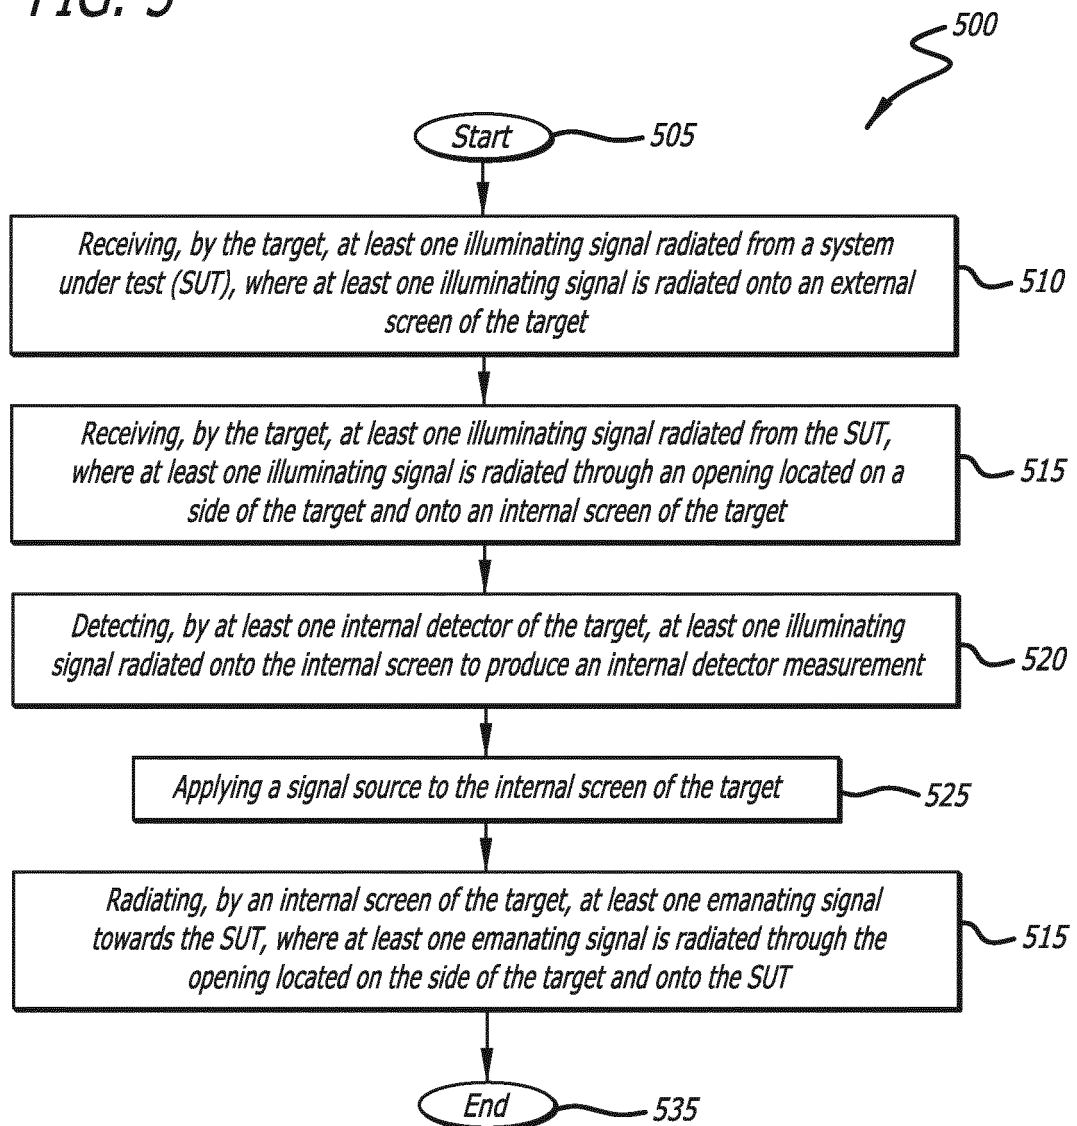 FIG. 5
500
Start
505
Receiving, by the target, at least one illuminating signal radiated from a system
under test (SUT), where at least one illuminating signal is radiated onto an external
screen of the target
510
Receiving, by the target, at least one illuminating signal radiated from the SUT,
where at least one illuminating signal is radiated through an opening located on a
side of the target and onto an internal screen of the target
515
Detecting, by at least one internal detector of the target, at least one illuminating
signal radiated onto the internal screen to produce an internal detector measurement
520
Applying a signal source to the internal screen of the target
525
Radiating, by an internal screen of the target, at least one emanating signal
towards the SUT, where at least one emanating signal is radiated through the
opening located on the side of the target and onto the SUT
515
End
535